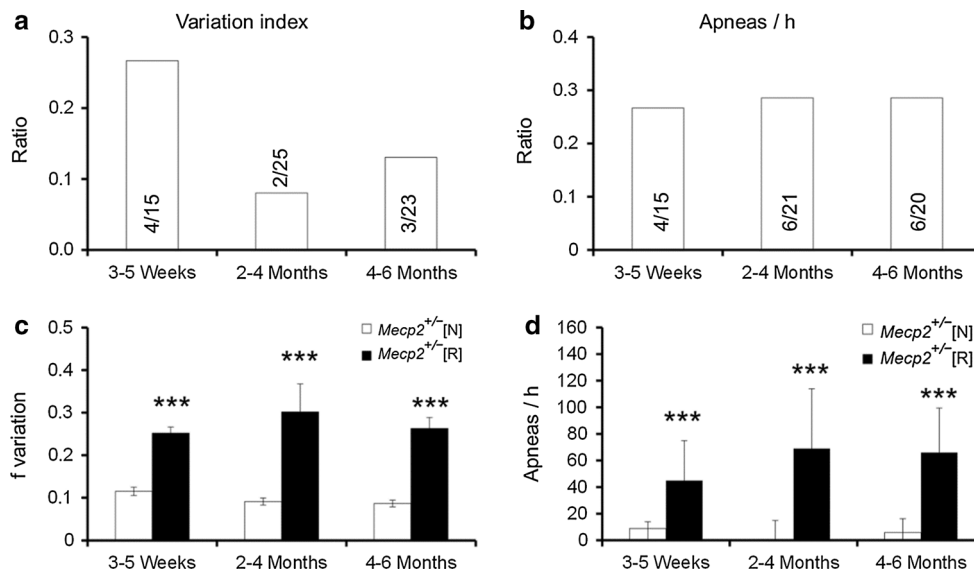 a
Variation index
0.3
0.2
0.1
0.0
Ratio
4/15
2/25
3/23
3-5 Weeks
2-4 Months
4-6 Months
b
Apneas / h
0.4
0.3
0.2
0.1
0
Ratio
4/15
6/21
6/20
3-5 Weeks
2-4 Months
4-6 Months
c
0.5
0.4
0.3
0.2
0.1
0
f variation
Mecp2+/−[N]
Mecp2+/−[R]
***
***
***
3-5 Weeks
2-4 Months
4-6 Months
d
160
140
120
100
80
60
40
20
0
Apneas / h
Mecp2+/−[N]
Mecp2+/−[R]
***
***
***
3-5 Weeks
2-4 Months
4-6 Months